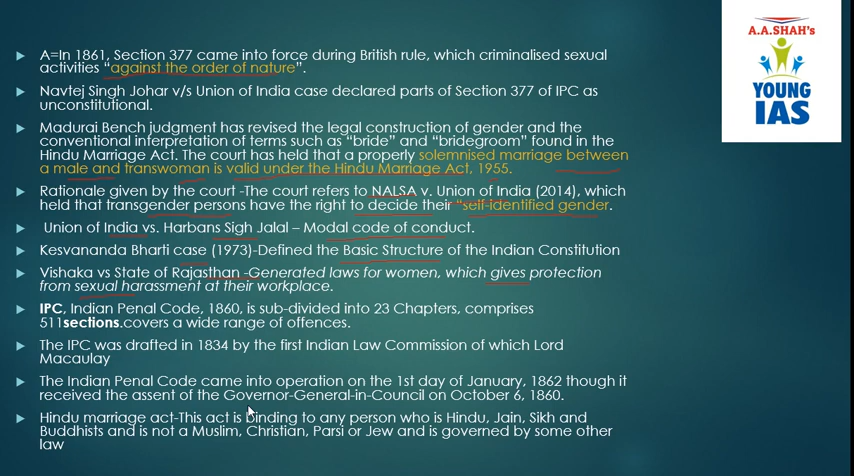 A=In 1861, Section 377 came into force during British rule, which criminalised sexual
activities “against the order of nature”.
Navtej Singh Johar v/s Union of India case declared parts of Section 377 of IPC as
unconstitutional.
Madurai Bench judgment has revised the legal construction of gender and the
conventional inferpretation of terms such as “bride” and “bridegroom” found in the
Hindu Marriage Act. The court has held that a properly solemnised marriage between
a male and transwoman is valid under the Hindu Marriage Act, 1955.
Rationale given by the court -The court refers to NALSA v. Union of India (2014), which
held that transgender persons have the right to decide their “self-identified gender.
Union of India vs. Harbans Sigh Jalal – Modal code of conduct.
Kesvananda Bharti case (1973)-Defined the Basic Structure of the Indian Constitution
Vishaka vs State of Rajasthan -Generated laws for women, which gives protection
from sexual harassment at their workplace.
IPC, Indian Penal Code, 1860, is sub-divided into 23 Chapters, comprises
511sections.covers a wide range of offences.
The IPC was drafted in 1834 by the first Indian Law Commission of which Lord
Macaulay
The Indian Penal Code came into operation on the 1st day of January, 1862 though it
received the assent of the Governor-General-in-Council on October 6, 1860.
Hindu marriage act-This act is binding to any person who is Hindu, Jain, Sikh and
Buddhists and is not a Muslim, Christian, Parsi or Jew and is governed by some other
law
A.A.SHAH's
YOUNG
IAS